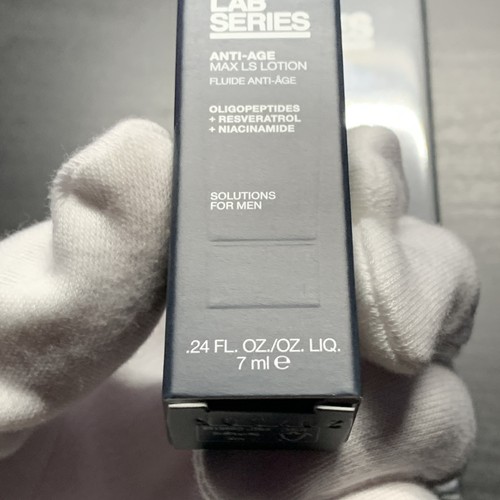 LAB
SERIES
ANTI-AGE
MAX LS LOTION
FLUIDE ANTI-ÂGE
OLIGOPEPTIDES
+ RESVERATROL
+ NIACINAMIDE
SOLUTIONS
FOR MEN
.24 FL. OZ./OZ. LIQ.
7 ml ℮